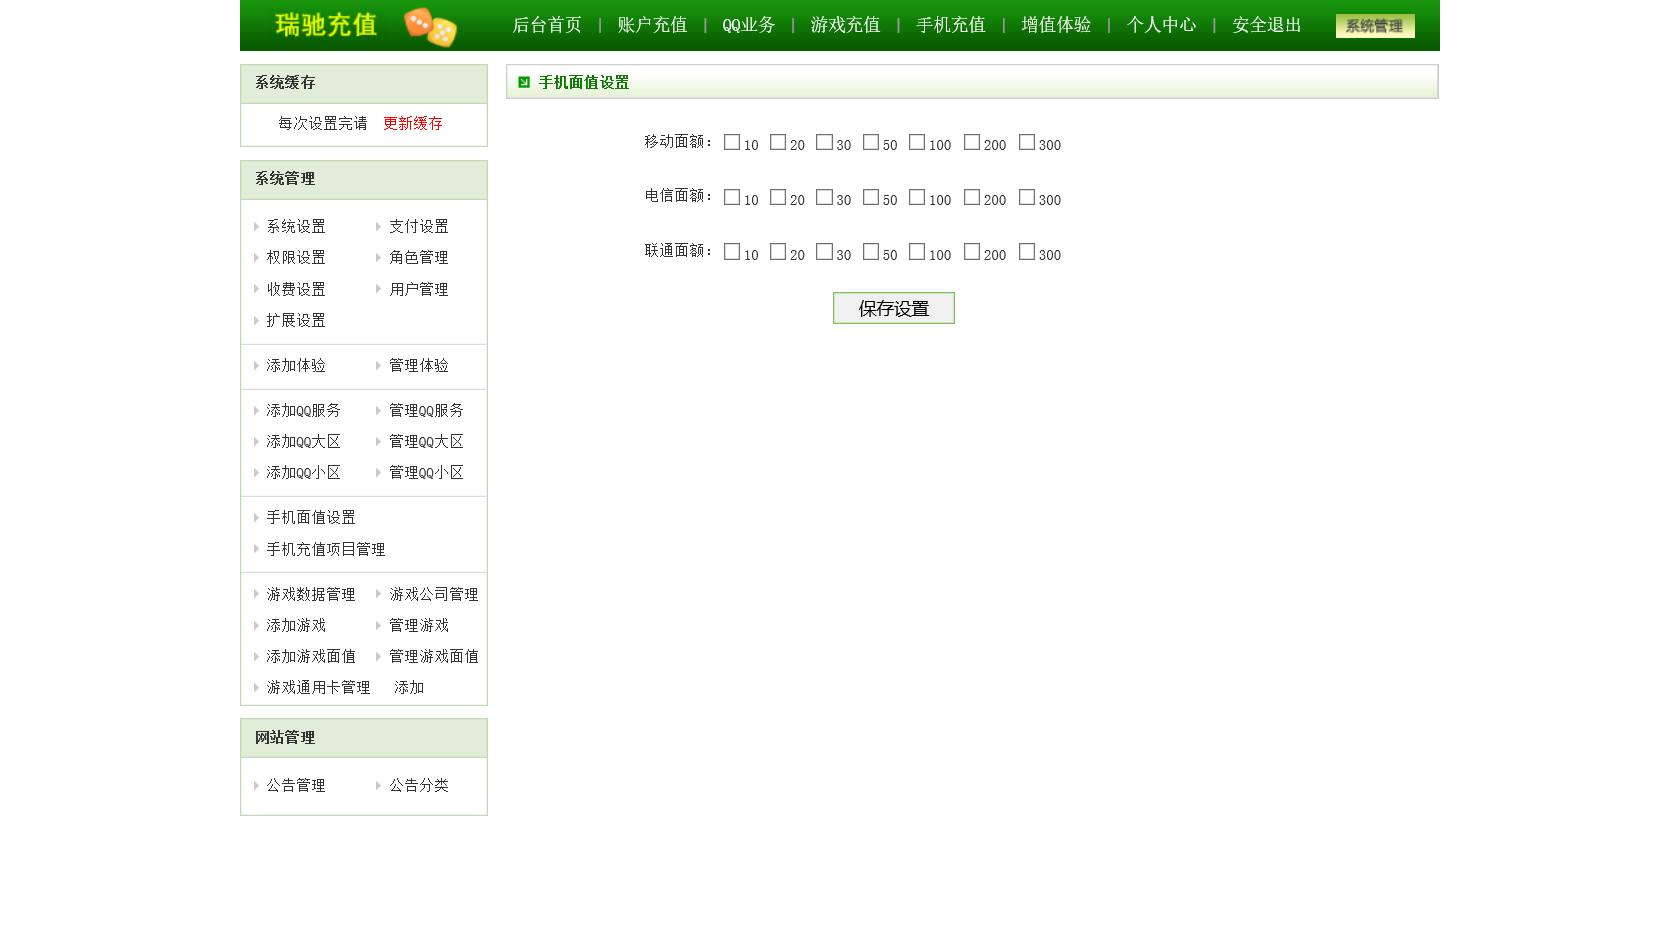 瑞驰充值 后台首页 | 账户充值 | QQ业务 | 游戏充值 | 手机充值 | 增值体验 | 个人中心 | 安全退出 系统管理
系统缓存
每次设置完请 更新缓存
系统管理
系统设置 支付设置
权限设置 角色管理
收费设置 用户管理
扩展设置
添加体验 管理体验
添加QQ服务 管理QQ服务
添加QQ大区 管理QQ大区
添加QQ小区 管理QQ小区
手机面值设置
手机充值项目管理
游戏数据管理 游戏公司管理
添加游戏 管理游戏
添加游戏面值 管理游戏面值
游戏通用卡管理 添加
网站管理
公告管理 公告分类
手机面值设置
移动面额： 10 20 30 50 100 200 300
电信面额： 10 20 30 50 100 200 300
联通面额： 10 20 30 50 100 200 300
保存设置